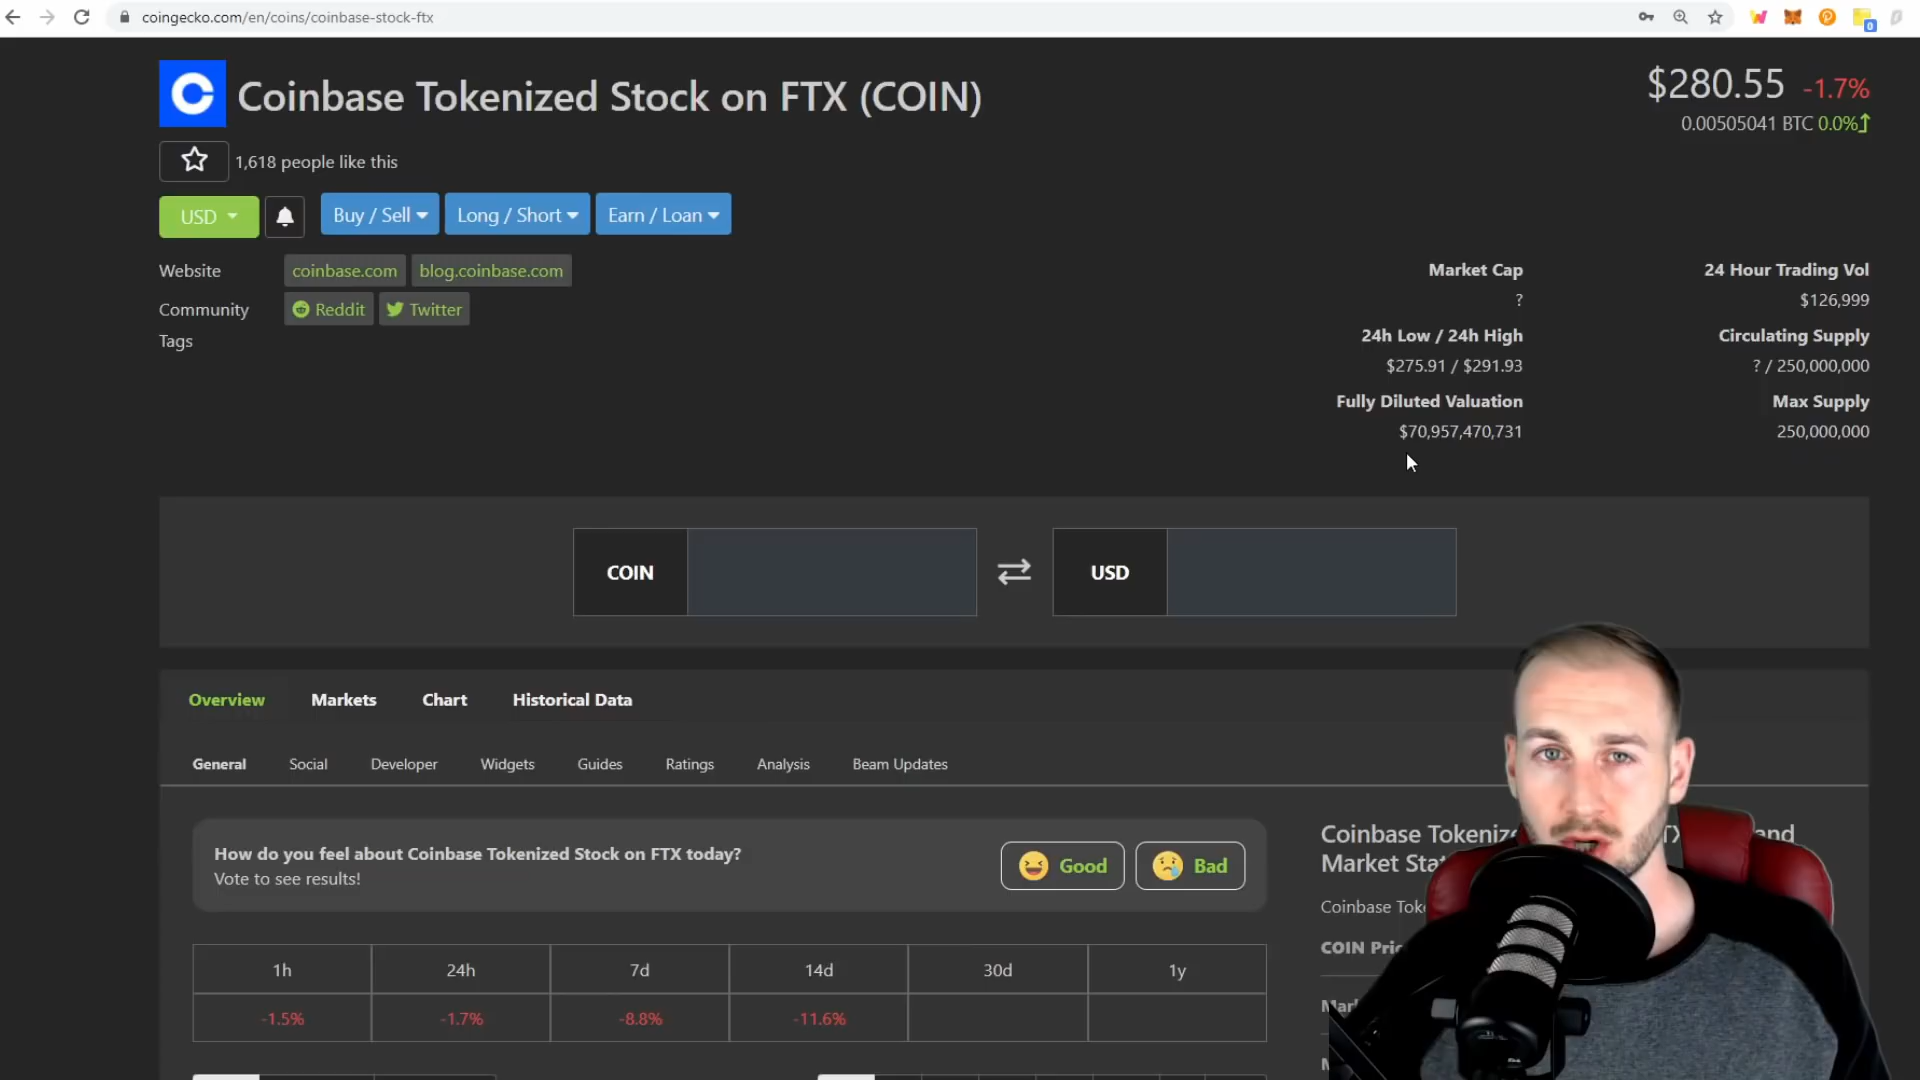 coingecko.com/en/coins/coinbase-stock-ftx
0
Coinbase Tokenized Stock on FTX (COIN)
$280.55 -1.7%
0.00505041 BTC 0.0%
1,618 people like this
USD
Buy / Sell
Long / Short
Earn / Loan
Website
coinbase.com
blog.coinbase.com
Community
Reddit
Twitter
Tags
Market Cap
?
24 Hour Trading Vol
$126,999
24h Low / 24h High
$275.91 / $291.93
Circulating Supply
? / 250,000,000
Fully Diluted Valuation
$70,957,470,731
Max Supply
250,000,000
COIN
USD
Overview Markets Chart Historical Data
General Social Developer Widgets Guides Ratings Analysis Beam Updates
How do you feel about Coinbase Tokenized Stock on FTX today?
Vote to see results!
Good
Bad
1h 24h 7d 14d 30d 1y
-1.5% -1.7% -8.8% -11.6%
Coinbase and
Market
Coinbase
COIN